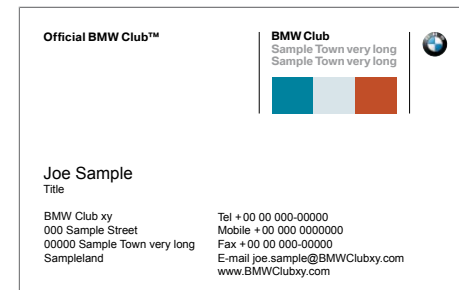 Official BMW Club™
BMW Club
Sample Town very long
Sample Town very long
Joe Sample
Title
BMW Club xy
000 Sample Street
00000 Sample Town very long
Sampleland
Tel +00 00 000-00000
Mobile +00 000 0000000
Fax +00 00 000-00000
E-mail joe.sample@BMWClubxy.com
www.BMWClubxy.com